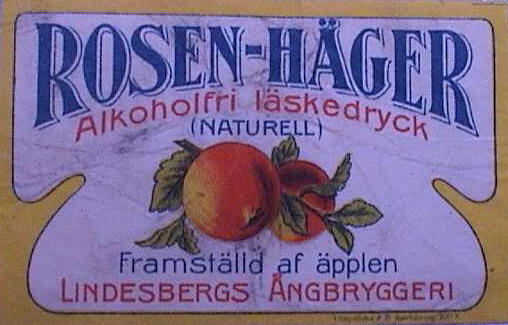 ROSEN-HÄGER
Alkoholfri läskedryck
(NATURELL)
Framställd af äpplen
LINDESBERGS ÅNGBRYGGERI